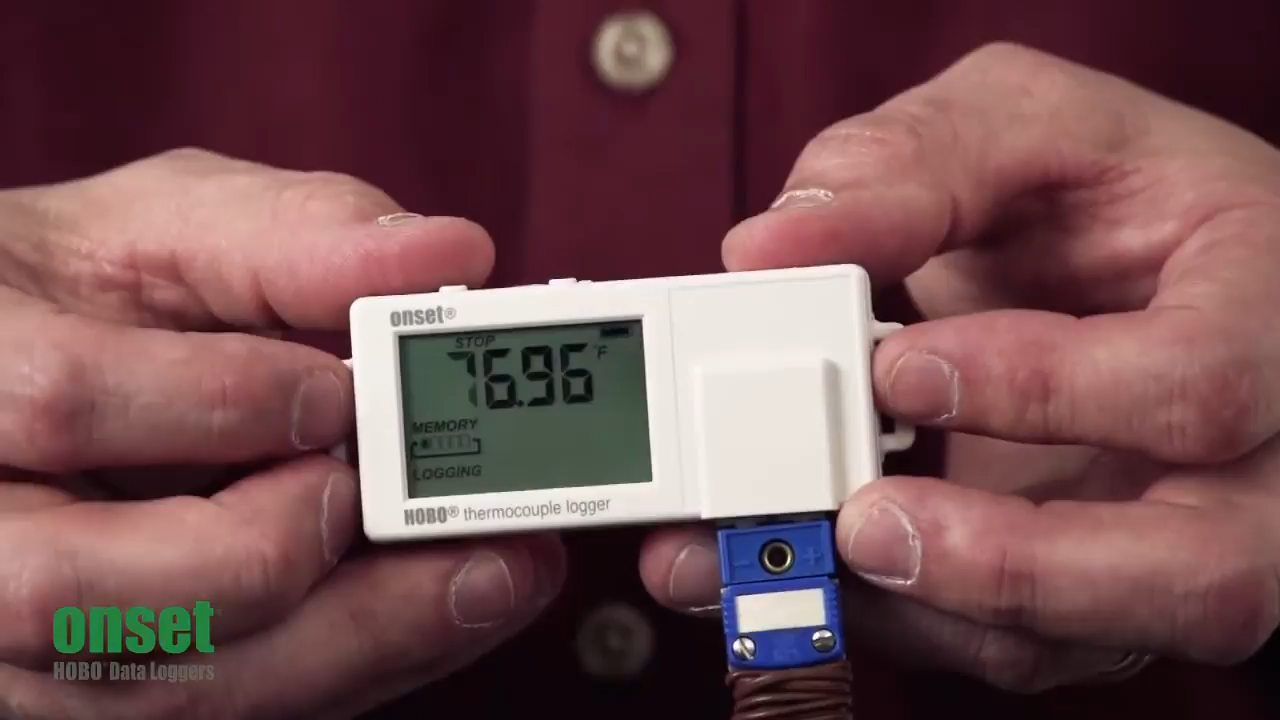 onset®
STOP
76.96 °F
MEMORY
LOGGING
HOBO® thermocouple logger
- +
onset
HOBO® Data Loggers